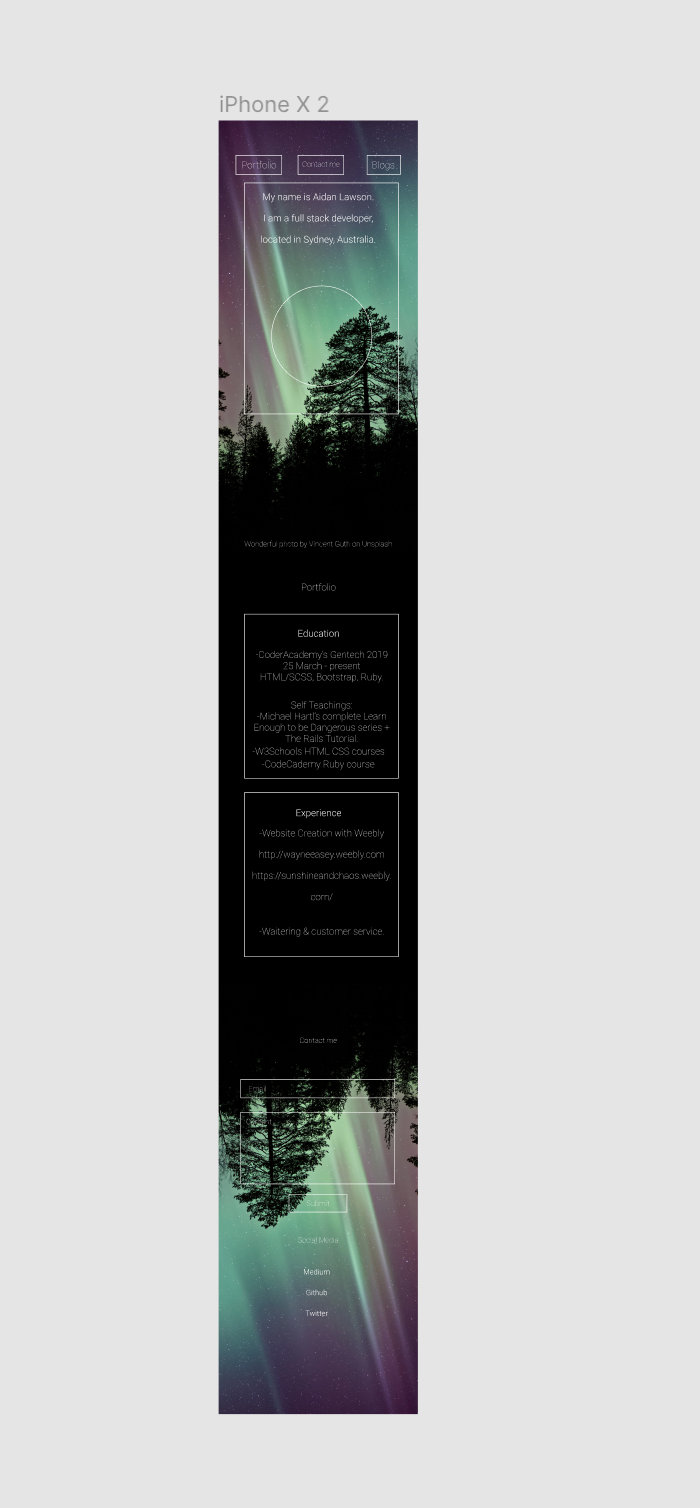 iPhone X 2
Portfolio Contact me Blogs
My name is Aidan Lawson.
I am a full stack developer,
located in Sydney, Australia.
Wonderful photo by Vincent Guth on Unsplash
Portfolio
Education
-CoderAcademy's Gentech 2019
25 March - present
HTML/SCSS, Bootstrap, Ruby
Self Teachings:
-Michael Hartl's complete Learn
Enough to be Dangerous series +
The Rails Tutorial.
-W3Schools HTML CSS courses
-CodeCademy Ruby course
Experience
-Website Creation with Weebly
http://wayneeasey.weebly.com
https://sunshineandchaos.weebly.
com/
-Waitering & customer service.
Contact me
Email
Submit
Social Media
Medium
Github
Twitter